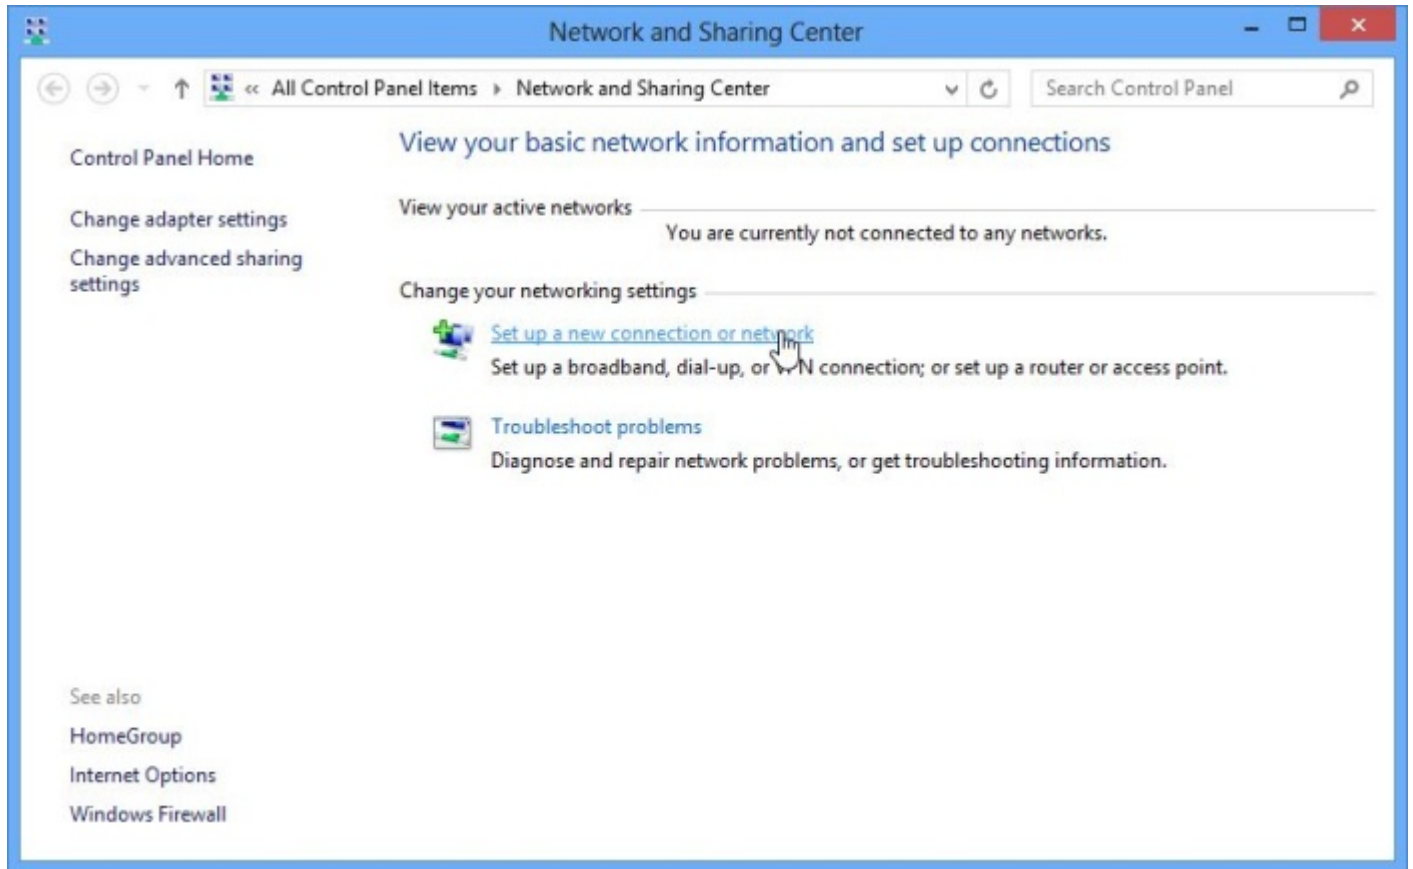 Network and Sharing Center
« All Control Panel Items Network and Sharing Center
Search Control Panel
Control Panel Home
Change adapter settings
Change advanced sharing
settings
View your basic network information and set up connections
View your active networks
You are currently not connected to any networks.
Change your networking settings
Set up a new connection or network
Set up a broadband, dial-up, or VPN connection; or set up a router or access point.
Troubleshoot problems
Diagnose and repair network problems, or get troubleshooting information.
See also
HomeGroup
Internet Options
Windows Firewall